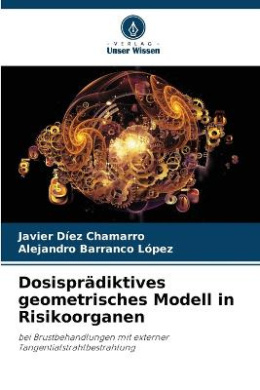 - VERLAG -
Unser Wissen
Javier Díez Chamarro
Alejandro Barranco López
Dosisprädiktives
geometrisches Modell in
Risikoorganen
bei Brustbehandlungen mit externer
Tangentialstrahlbestrahlung